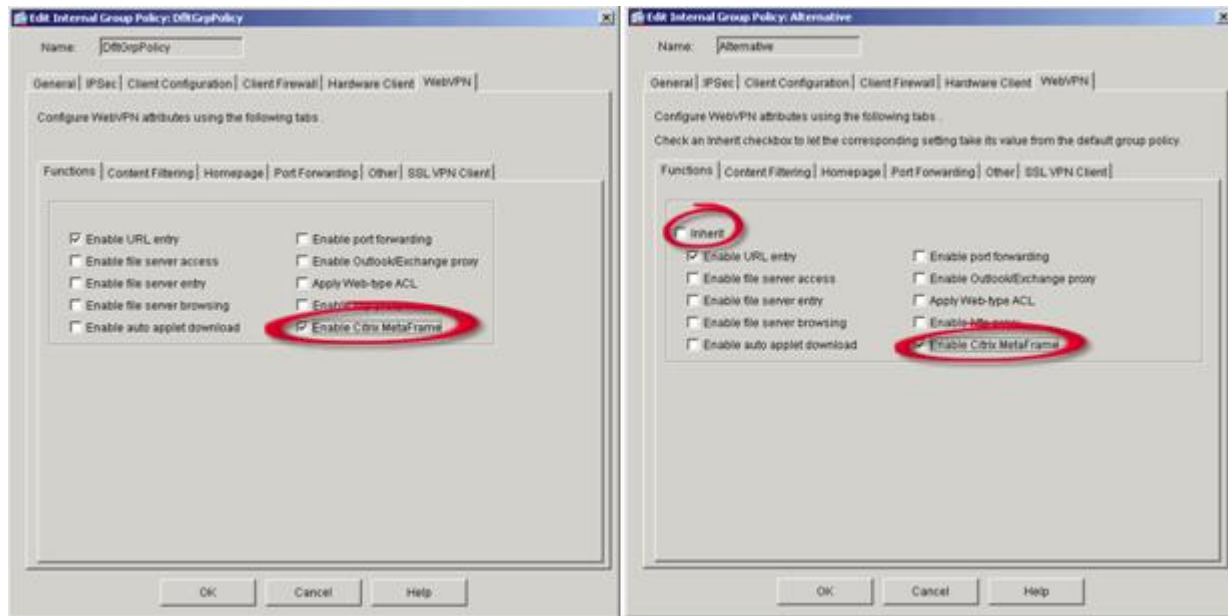 Edit Internal Group Policy: DfltGrpPolicy
Name: DfltGrpPolicy
General IPSec Client Configuration Client Firewall Hardware Client WebVPN
Configure WebVPN attributes using the following tabs .
Functions Content Filtering Homepage Port Forwarding Other SSL VPN Client
Enable URL entry Enable port forwarding
Enable file server access Enable Outlook/Exchange proxy
Enable file server entry Apply Web-type ACL
Enable file server browsing Enable
Enable auto applet download Enable Citrix MetaFrame
OK Cancel Help
Edit Internal Group Policy: Alternative
Name: Alternative
General IPSec Client Configuration Client Firewall Hardware Client WebVPN
Configure WebVPN attributes using the following tabs .
Check an Inherit checkbox to let the corresponding setting take its value from the default group policy.
Functions Content Filtering Homepage Port Forwarding Other SSL VPN Client
Inherit
Enable URL entry Enable port forwarding
Enable file server access Enable Outlook/Exchange proxy
Enable file server entry Apply Web-type ACL
Enable file server browsing Enable http proxy
Enable auto applet download Enable Citrix MetaFrame
OK Cancel Help